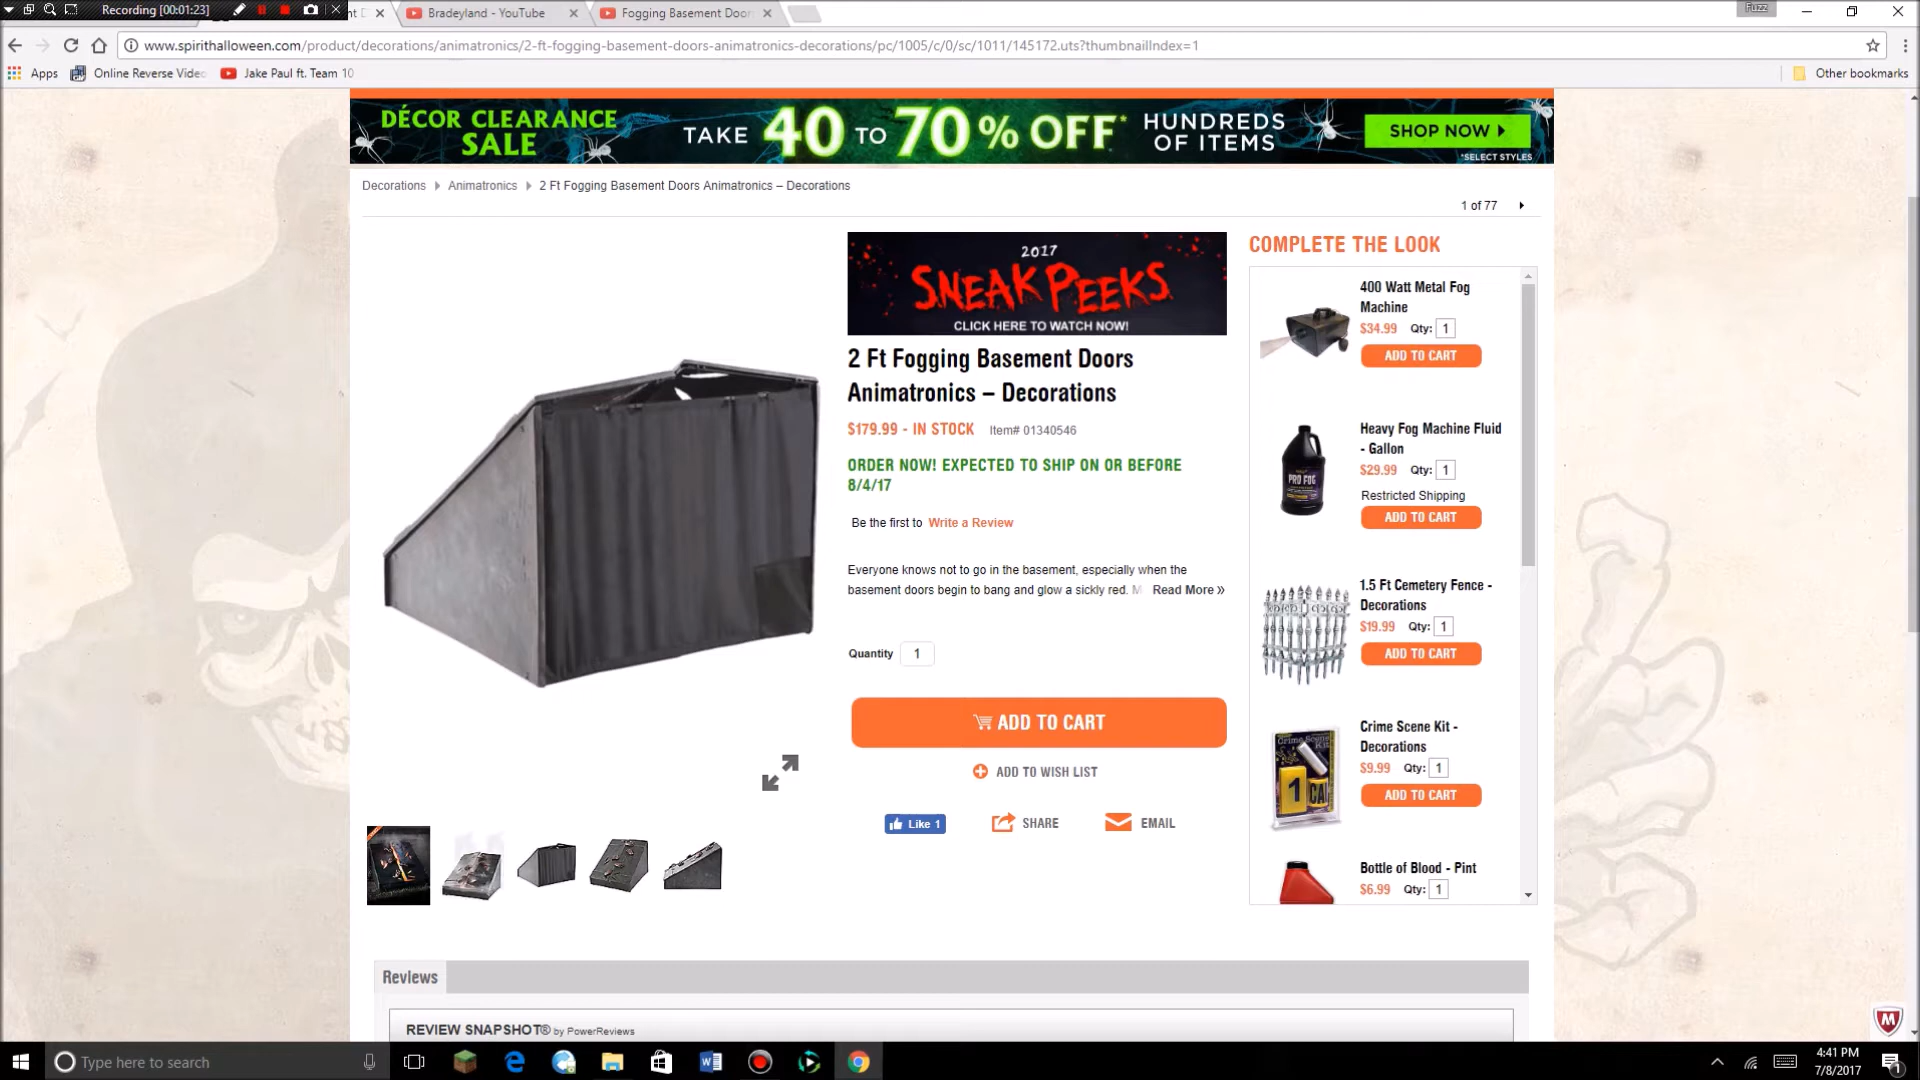 Recording [00:01:23]
nt D
Bradeyland - YouTube
Fogging Basement Door
Fuzz
www.spirithalloween.com/product/decorations/animatronics/2-ft-fogging-basement-doors-animatronics-decorations/pc/1005/c/0/sc/1011/145172.uts?thumbnailIndex=1
Apps
Online Reverse Video
Jake Paul ft. Team 10
Other bookmarks
DÉCOR CLEARANCE
SALE
TAKE 40 TO 70% OFF*
HUNDREDS
OF ITEMS
SHOP NOW
*SELECT STYLES
Decorations
Animatronics
2 Ft Fogging Basement Doors Animatronics – Decorations
1 of 77
2017
SNEAK PEEKS
CLICK HERE TO WATCH NOW!
2 Ft Fogging Basement Doors
Animatronics – Decorations
$179.99 - IN STOCK Item# 01340546
ORDER NOW! EXPECTED TO SHIP ON OR BEFORE
8/4/17
Be the first to Write a Review
Everyone knows not to go in the basement, especially when the
basement doors begin to bang and glow a sickly red. M Read More »
Quantity 1
ADD TO CART
ADD TO WISH LIST
Like 1
SHARE
EMAIL
COMPLETE THE LOOK
400 Watt Metal Fog
Machine
$34.99 Qty: 1
ADD TO CART
PRO FOG
Heavy Fog Machine Fluid
- Gallon
$29.99 Qty: 1
Restricted Shipping
ADD TO CART
1.5 Ft Cemetery Fence -
Decorations
$19.99 Qty: 1
ADD TO CART
Crime Scene Kit
1 CA
Crime Scene Kit -
Decorations
$9.99 Qty: 1
ADD TO CART
Bottle of Blood - Pint
$6.99 Qty: 1
Reviews
REVIEW SNAPSHOT® by PowerReviews
Type here to search
4:41 PM
7/8/2017
1